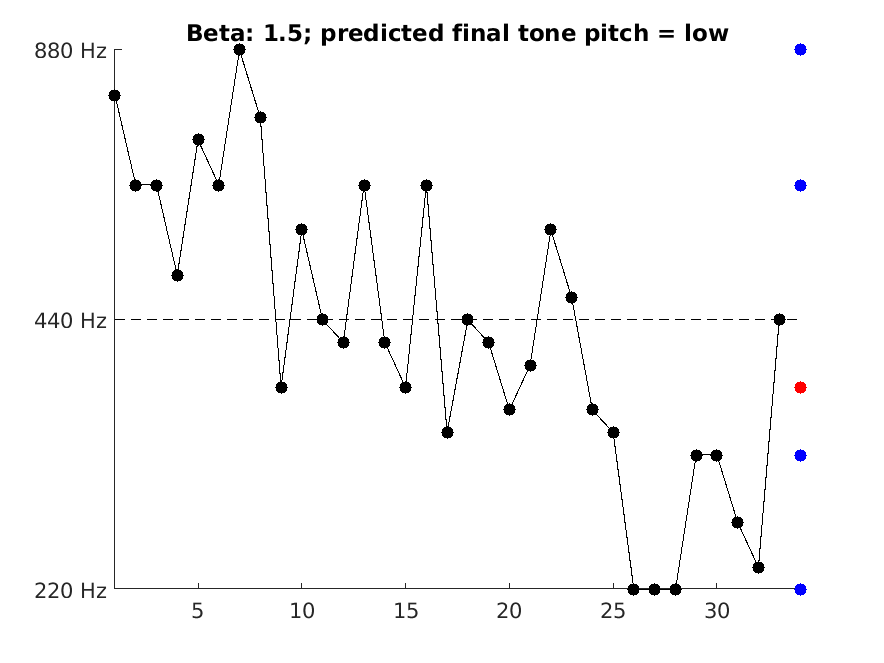 Beta: 1.5; predicted final tone pitch = low
880 Hz
440 Hz
220 Hz
5 10 15 20 25 30